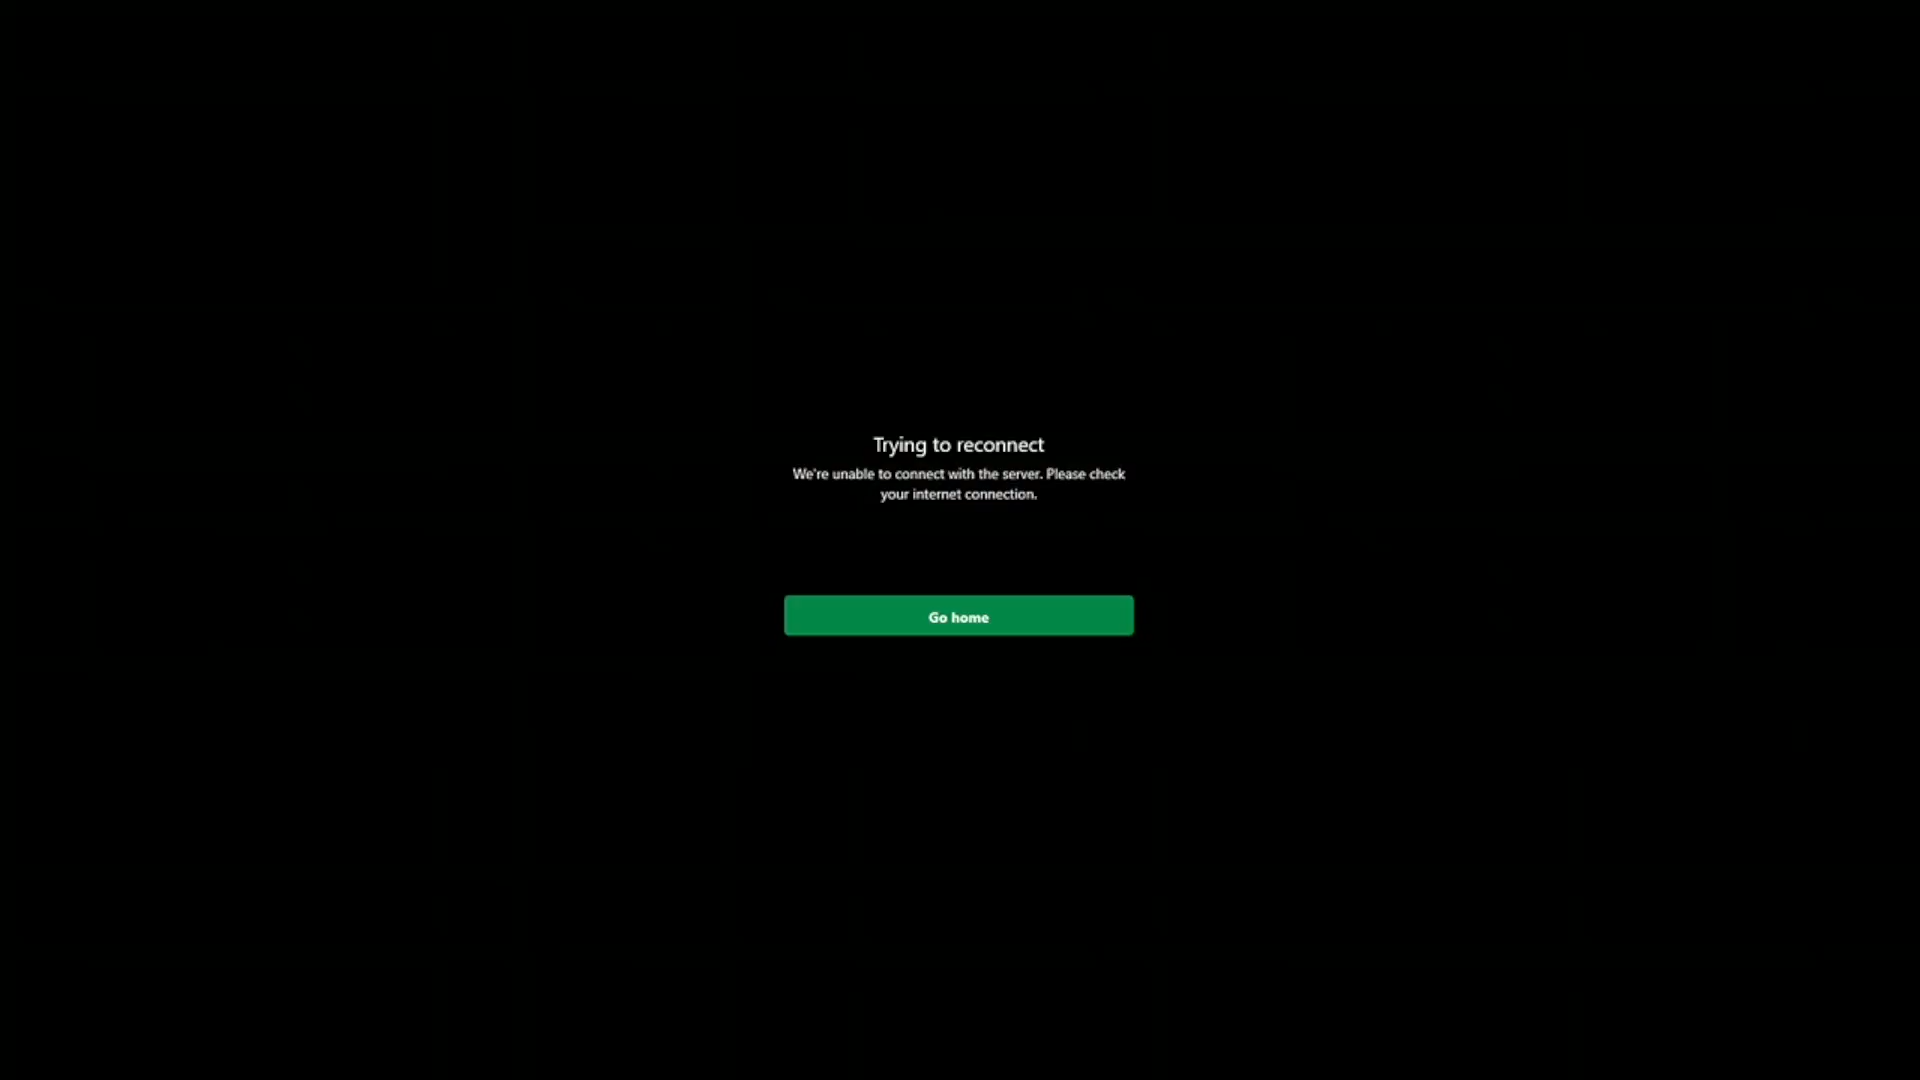 Trying to reconnect
We're unable to connect with the server. Please check
your internet connection.
Go home